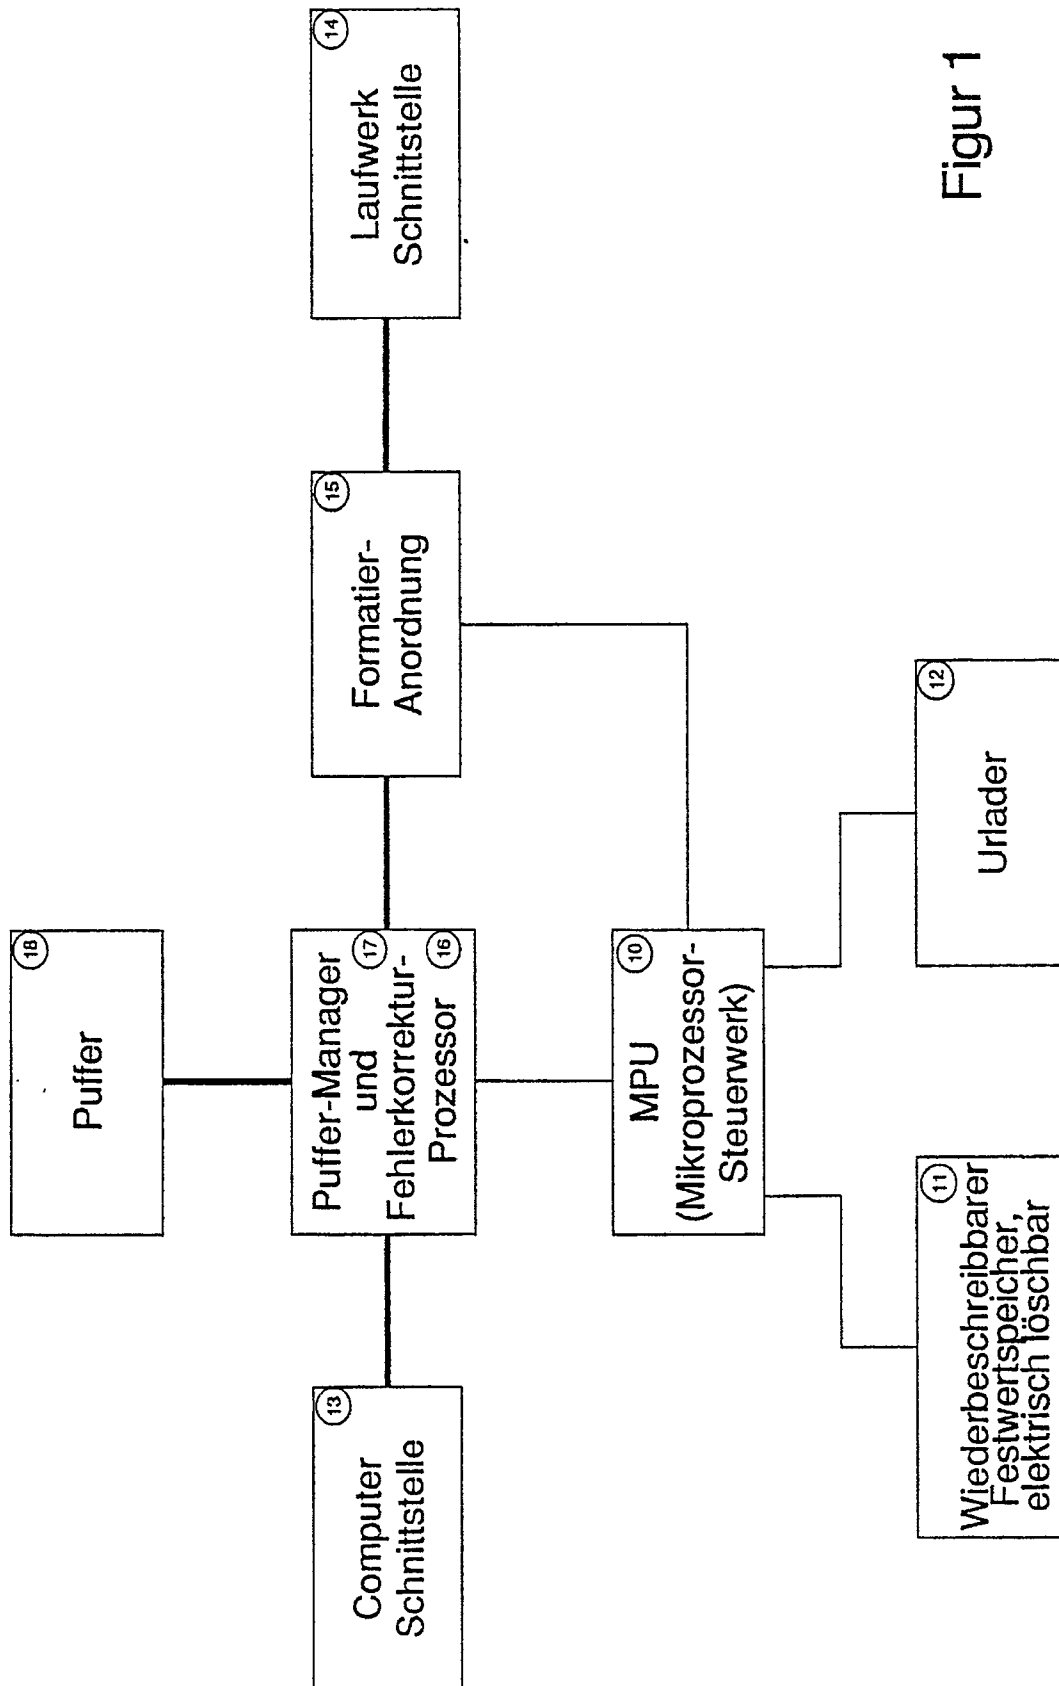 18
Puffer
13
Computer
Schnittstelle
Puffer-Manager
und
17
Fehlerkorrektur-
16
Prozessor
15
Formatier-
Anordnung
14
Laufwerk
Schnittstelle
10
MPU
(Mikroprozessor-
Steuerwerk)
11
Wiederbeschreibbarer
Festwertspeicher,
elektrisch löschbar
12
Urlader
Figur 1